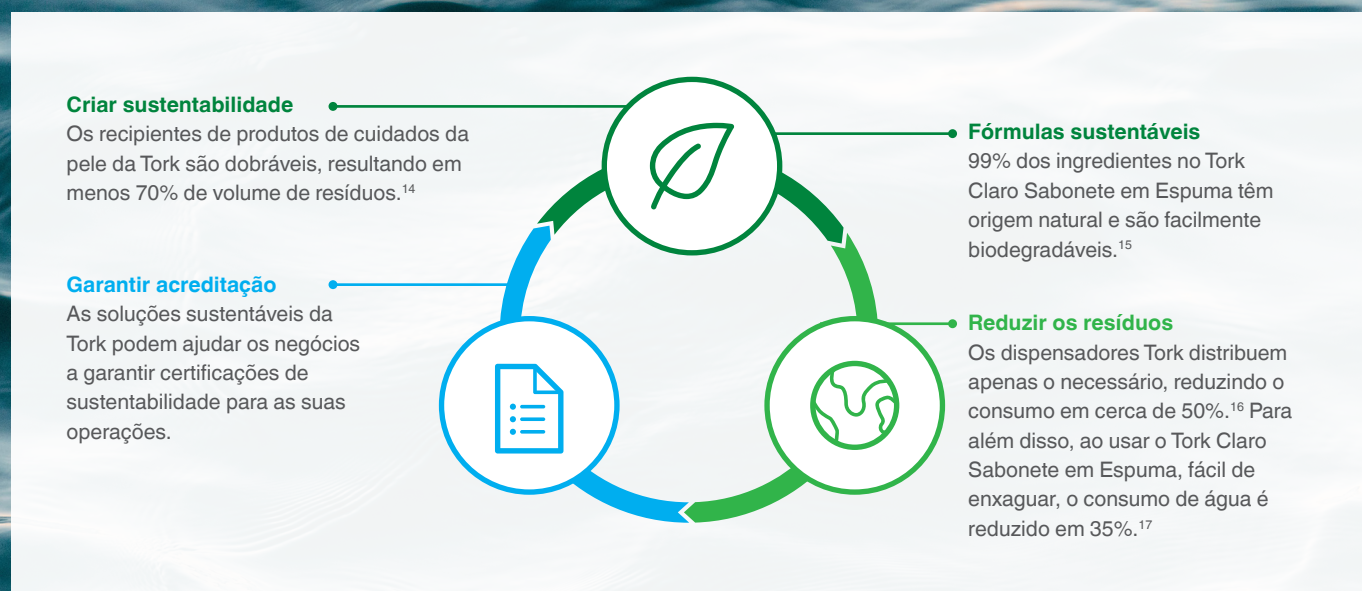 Criar sustentabilidade
Os recipientes de produtos de cuidados da
pele da Tork são dobráveis, resultando em
menos 70% de volume de resíduos.14
Garantir acreditação
As soluções sustentáveis da
Tork podem ajudar os negócios
a garantir certificações de
sustentabilidade para as suas
operações.
Fórmulas sustentáveis
99% dos ingredientes no Tork
Claro Sabonete em Espuma têm
origem natural e são facilmente
biodegradáveis.15
Reduzir os resíduos
Os dispensadores Tork distribuem
apenas o necessário, reduzindo o
consumo em cerca de 50%.16 Para
além disso, ao usar o Tork Claro
Sabonete em Espuma, fácil de
enxaguar, o consumo de água é
reduzido em 35%.17